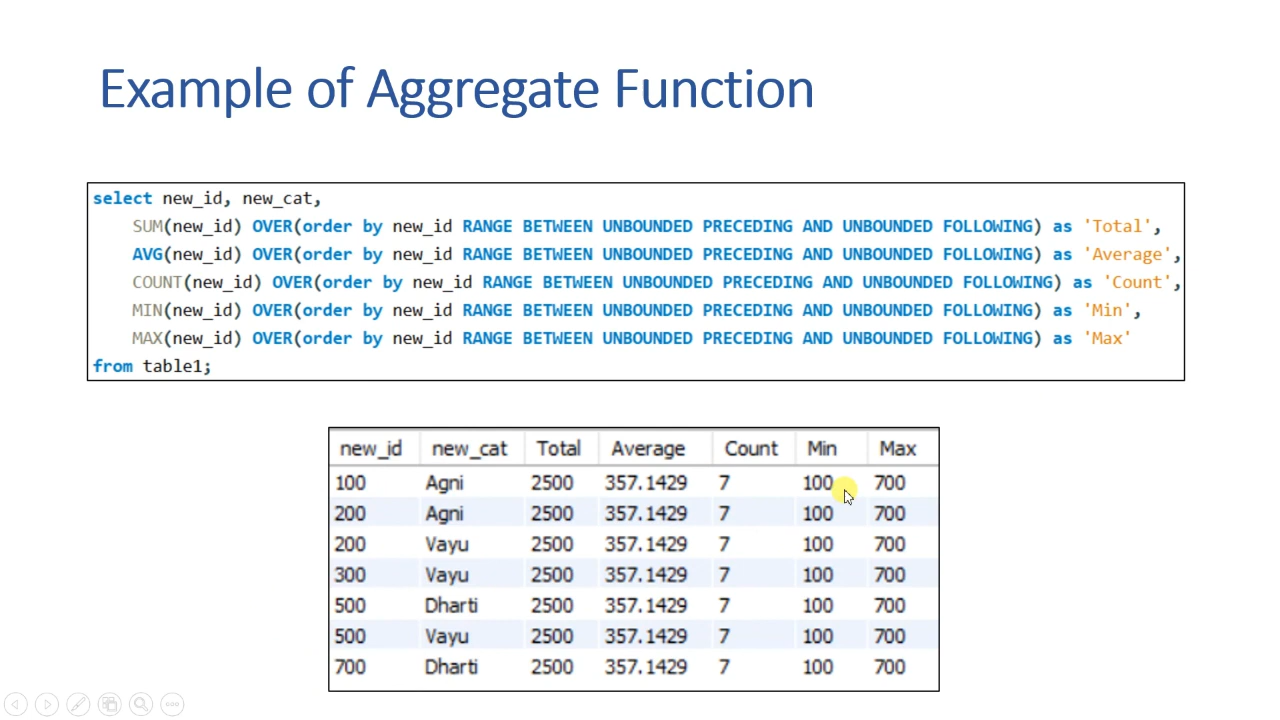 Example of Aggregate Function
select new_id, new_cat,
SUM(new_id) OVER(order by new_id RANGE BETWEEN UNBOUNDED PRECEDING AND UNBOUNDED FOLLOWING) as 'Total',
AVG(new_id) OVER(order by new_id RANGE BETWEEN UNBOUNDED PRECEDING AND UNBOUNDED FOLLOWING) as 'Average',
COUNT(new_id) OVER(order by new_id RANGE BETWEEN UNBOUNDED PRECEDING AND UNBOUNDED FOLLOWING) as 'Count',
MIN(new_id) OVER(order by new_id RANGE BETWEEN UNBOUNDED PRECEDING AND UNBOUNDED FOLLOWING) as 'Min',
MAX(new_id) OVER(order by new_id RANGE BETWEEN UNBOUNDED PRECEDING AND UNBOUNDED FOLLOWING) as 'Max'
from table1;
new_id new_cat Total Average Count Min Max
100 Agni 2500 357.1429 7 100 700
200 Agni 2500 357.1429 7 100 700
200 Vayu 2500 357.1429 7 100 700
300 Vayu 2500 357.1429 7 100 700
500 Dharti 2500 357.1429 7 100 700
500 Vayu 2500 357.1429 7 100 700
700 Dharti 2500 357.1429 7 100 700